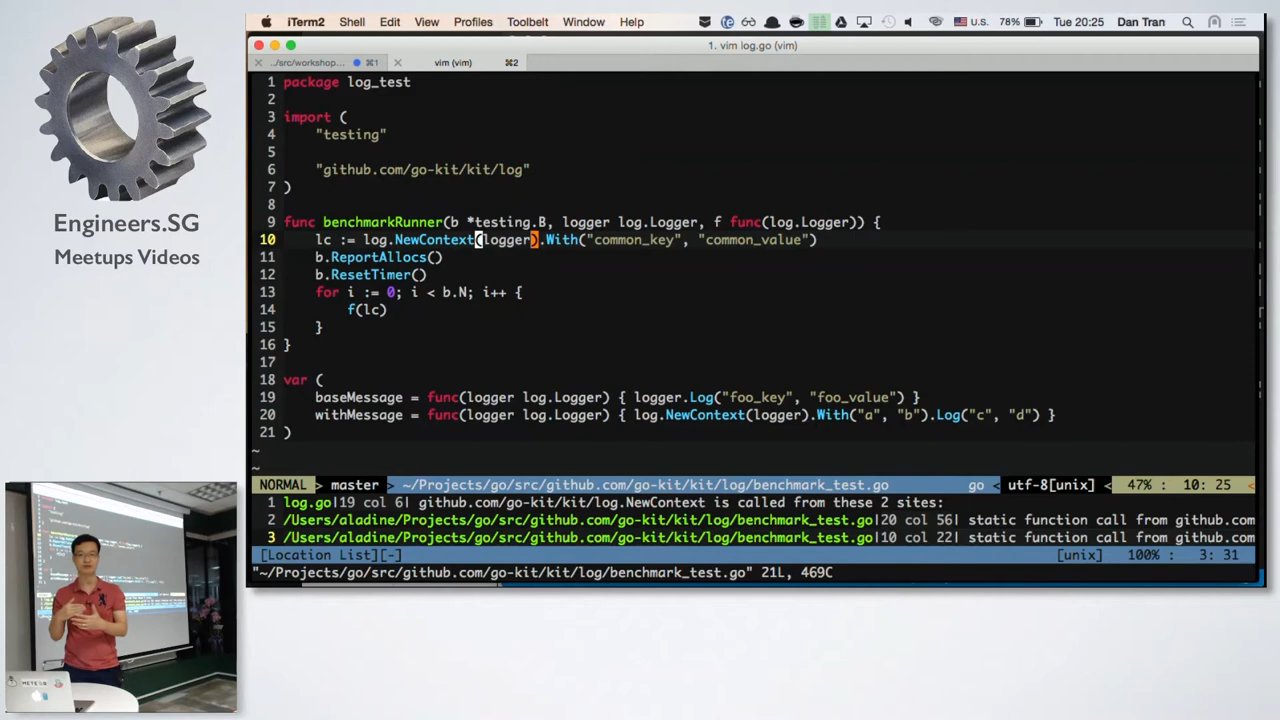 iTerm2 Shell Edit View Profiles Toolbelt Window Help U.S. 78% Tue 20:25 Dan Tran
1. vim log.go (vim)
../src/workshop... ⌘1 vim (vim) ⌘2
Engineers.SG
Meetups Videos
1 package log_test
2
3 import (
4 "testing"
5
6 "github.com/go-kit/kit/log"
7 )
8
9 func benchmarkRunner(b *testing.B, logger log.Logger, f func(log.Logger)) {
10 lc := log.NewContext(logger).With("common_key", "common_value")
11 b.ReportAllocs()
12 b.ResetTimer()
13 for i := 0; i < b.N; i++ {
14 f(lc)
15 }
16 }
17
18 var (
19 baseMessage = func(logger log.Logger) { logger.Log("foo_key", "foo_value") }
20 withMessage = func(logger log.Logger) { log.NewContext(logger).With("a", "b").Log("c", "d") }
21 )
~
~
NORMAL > master > ~/Projects/go/src/github.com/go-kit/kit/log/benchmark_test.go go < utf-8[unix] < 47% : 10: 25 <
1 log.go|19 col 6| github.com/go-kit/kit/log.NewContext is called from these 2 sites:
2 /Users/aladine/Projects/go/src/github.com/go-kit/kit/log/benchmark_test.go|20 col 56| static function call from github.com
3 /Users/aladine/Projects/go/src/github.com/go-kit/kit/log/benchmark_test.go|10 col 22| static function call from github.com
[Location List][-] [unix] 100% : 3: 31
"~/Projects/go/src/github.com/go-kit/kit/log/benchmark_test.go" 21L, 469C